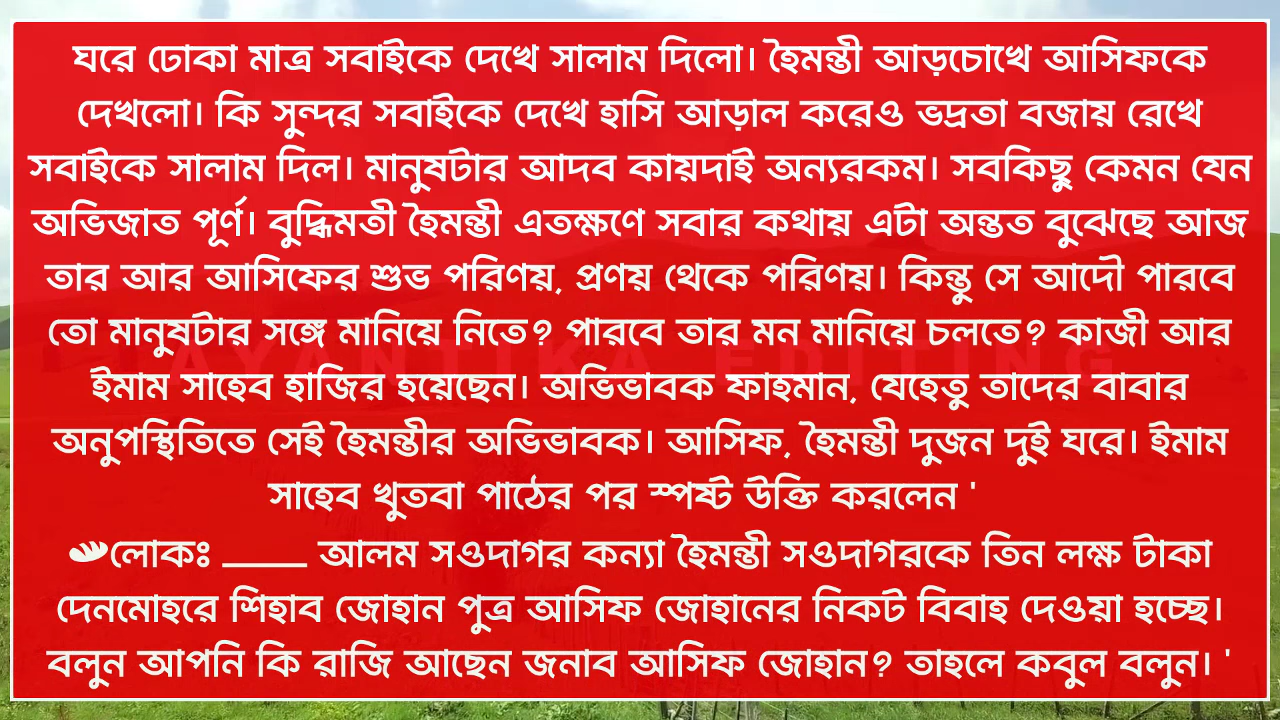 ঘরে ঢোকা মাত্র সবাইকে দেখে সালাম দিলো। হৈমন্তী আড়চোখে আসিফকে
দেখলো। কি সুন্দর সবাইকে দেখে হাসি আড়াল করেও ভদ্রতা বজায় রেখে
সবাইকে সালাম দিল। মানুষটার আদব কায়দাই অন্যরকম। সবকিছু কেমন যেন
অভিজাত পূর্ণ। বুদ্ধিমতী হৈমন্তী এতক্ষণে সবার কথায় এটা অন্তত বুঝেছে আজ
তার আর আসিফের শুভ পরিণয়, প্রণয় থেকে পরিণয়। কিন্তু সে আদৌ পারবে
তো মানুষটার সঙ্গে মানিয়ে নিতে? পারবে তার মন মানিয়ে চলতে? কাজী আর
AYANTIKA EDITING
ইমাম সাহেব হাজির হয়েছেন। অভিভাবক ফাহমান, যেহেতু তাদের বাবার
অনুপস্থিতিতে সেই হৈমন্তীর অভিভাবক। আসিফ, হৈমন্তী দুজন দুই ঘরে। ইমাম
সাহেব খুতবা পাঠের পর স্পষ্ট উক্তি করলেন '
লোকঃ _____ আলম সওদাগর কন্যা হৈমন্তী সওদাগরকে তিন লক্ষ টাকা
দেনমোহরে শিহাব জোহান পুত্র আসিফ জোহানের নিকট বিবাহ দেওয়া হচ্ছে।
বলুন আপনি কি রাজি আছেন জনাব আসিফ জোহান? তাহলে কবুল বলুন। '